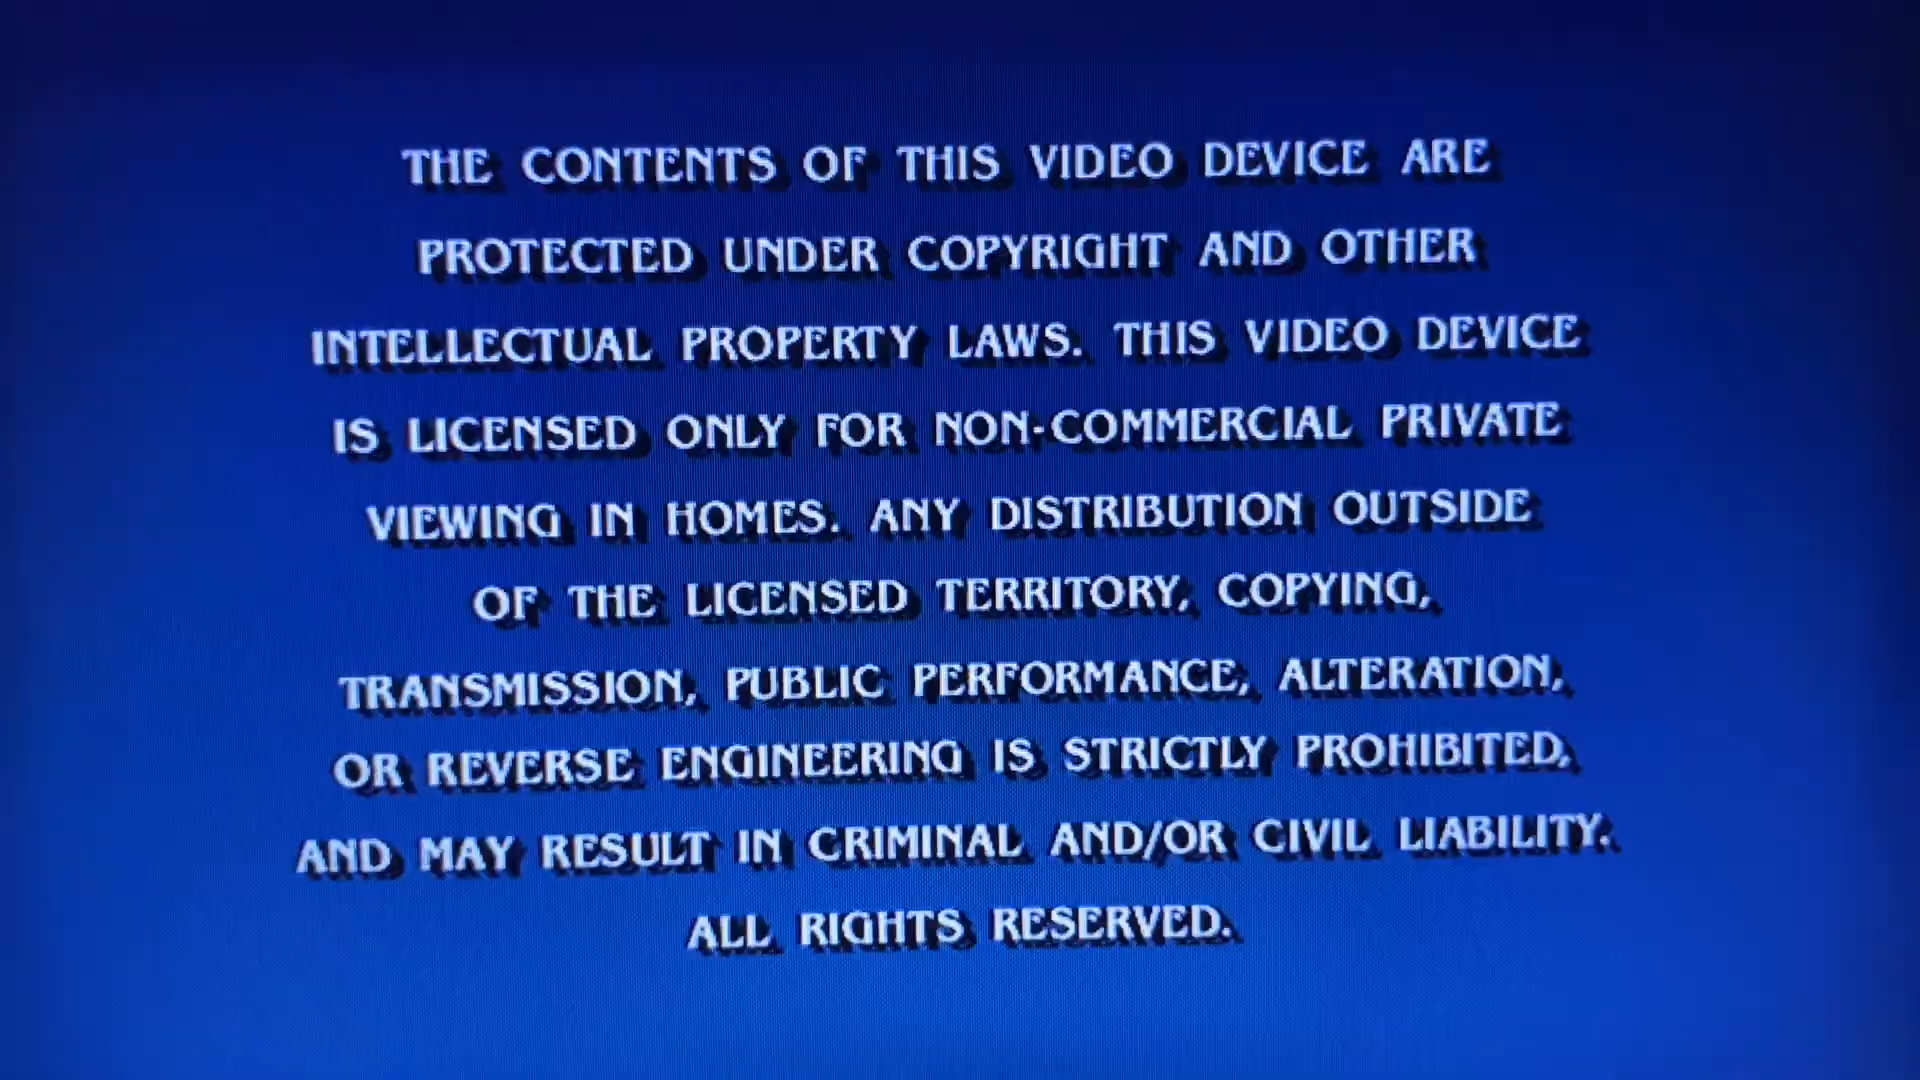 THE CONTENTS OF THIS VIDEO DEVICE ARE
PROTECTED UNDER COPYRIGHT AND OTHER
INTELLECTUAL PROPERTY LAWS. THIS VIDEO DEVICE
IS LICENSED ONLY FOR NON-COMMERCIAL PRIVATE
VIEWING IN HOMES. ANY DISTRIBUTION OUTSIDE
OF THE LICENSED TERRITORY, COPYING,
TRANSMISSION, PUBLIC PERFORMANCE, ALTERATION,
OR REVERSE ENGINEERING IS STRICTLY PROHIBITED,
AND MAY RESULT IN CRIMINAL AND/OR CIVIL LIABILITY.
ALL RIGHTS RESERVED.